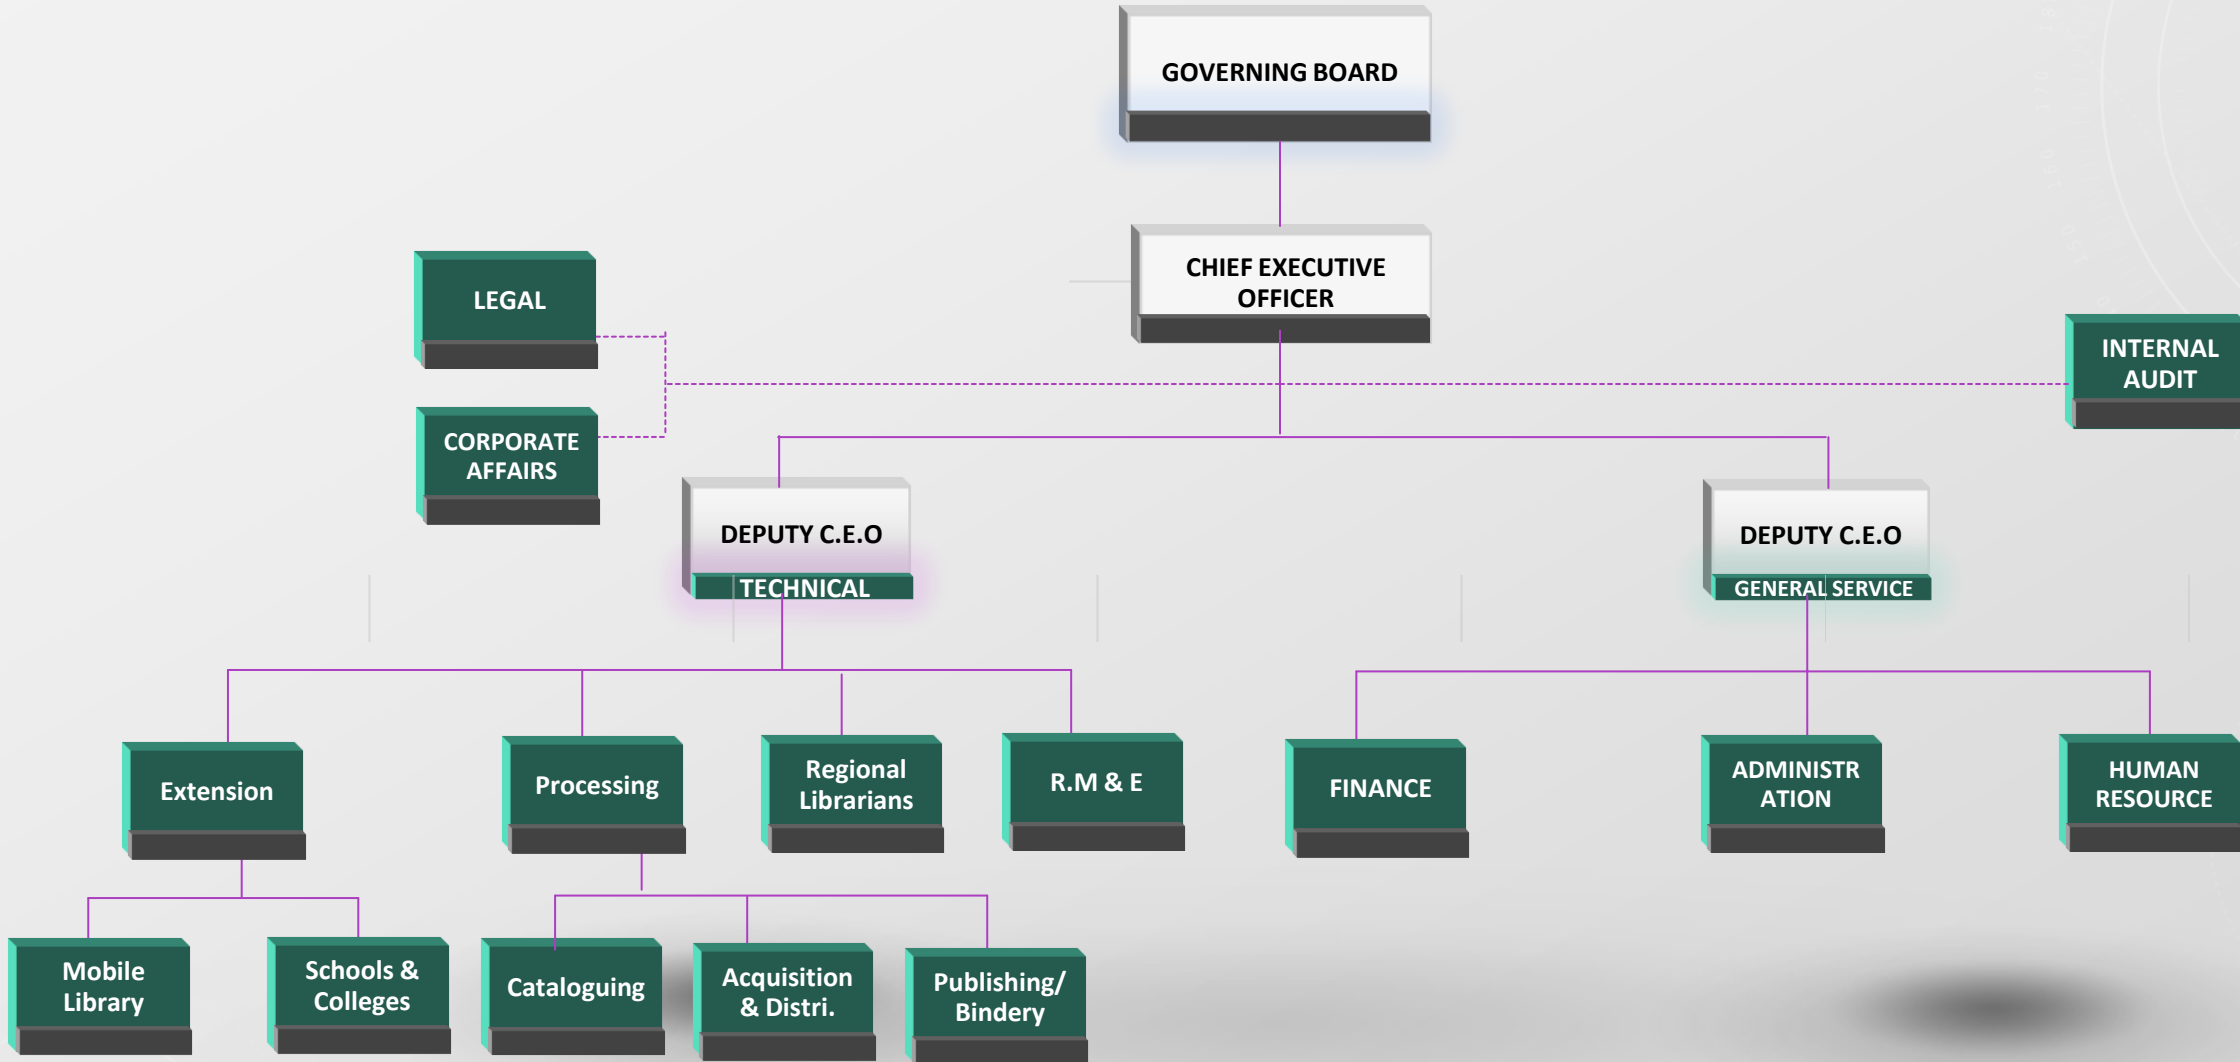 GOVERNING BOARD
CHIEF EXECUTIVE
OFFICER
LEGAL
INTERNAL
AUDIT
CORPORATE
AFFAIRS
DEPUTY C.E.O
TECHNICAL
DEPUTY C.E.O
GENERAL SERVICE
Extension
Processing
Regional
Librarians
R.M & E
FINANCE
ADMINISTR
ATION
HUMAN
RESOURCE
Mobile
Library
Schools &
Colleges
Cataloguing
Acquisition
& Distri.
Publishing/
Bindery